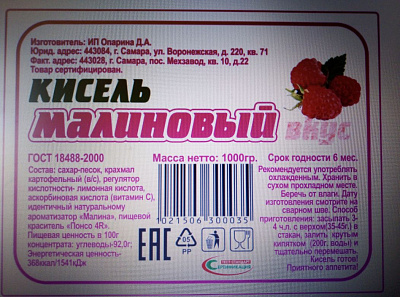 Изготовитель: ИП Опарина Д.А.
Юрид. адрес: 443084, г. Самара, ул. Воронежская, д. 220, кв. 71
Факт. адрес: 443028, г. Самара, пос. Мехзавод, кв. 10, д.22
Товар сертифицирован.
КИСЕЛЬ
МАЛИНОВЫЙ
вкус
ГОСТ 18488-2000
Масса нетто: 1000гр.
Срок годности 6 мес.
Состав: сахар-песок, крахмал
картофельный (в/с), регулятор
кислотности- лимонная кислота,
аскорбиновая кислота (витамин С),
идентичный натуральному
ароматизатор «Малина», пищевой
краситель «Понсо 4R».
Пищевая ценность в 100г
концентрата: углеводы-92,0г;
Энергетическая ценность-
368ккал/1541кДж
1021506 300035
ЕАС
05
PP
Рекомендуется употреблять
охлажденным. Хранить в
сухом прохладном месте.
Беречь от влаги. Дату
изготовления смотрите на
сварном шве. Способ
приготовления: засыпать 3-
4 ч.л. с верхом(35-45г.) в
стакан, залить крутым
кипятком (200г, воды) и
тщательно перемешать.
Кисель готов!
Приятного аппетита!